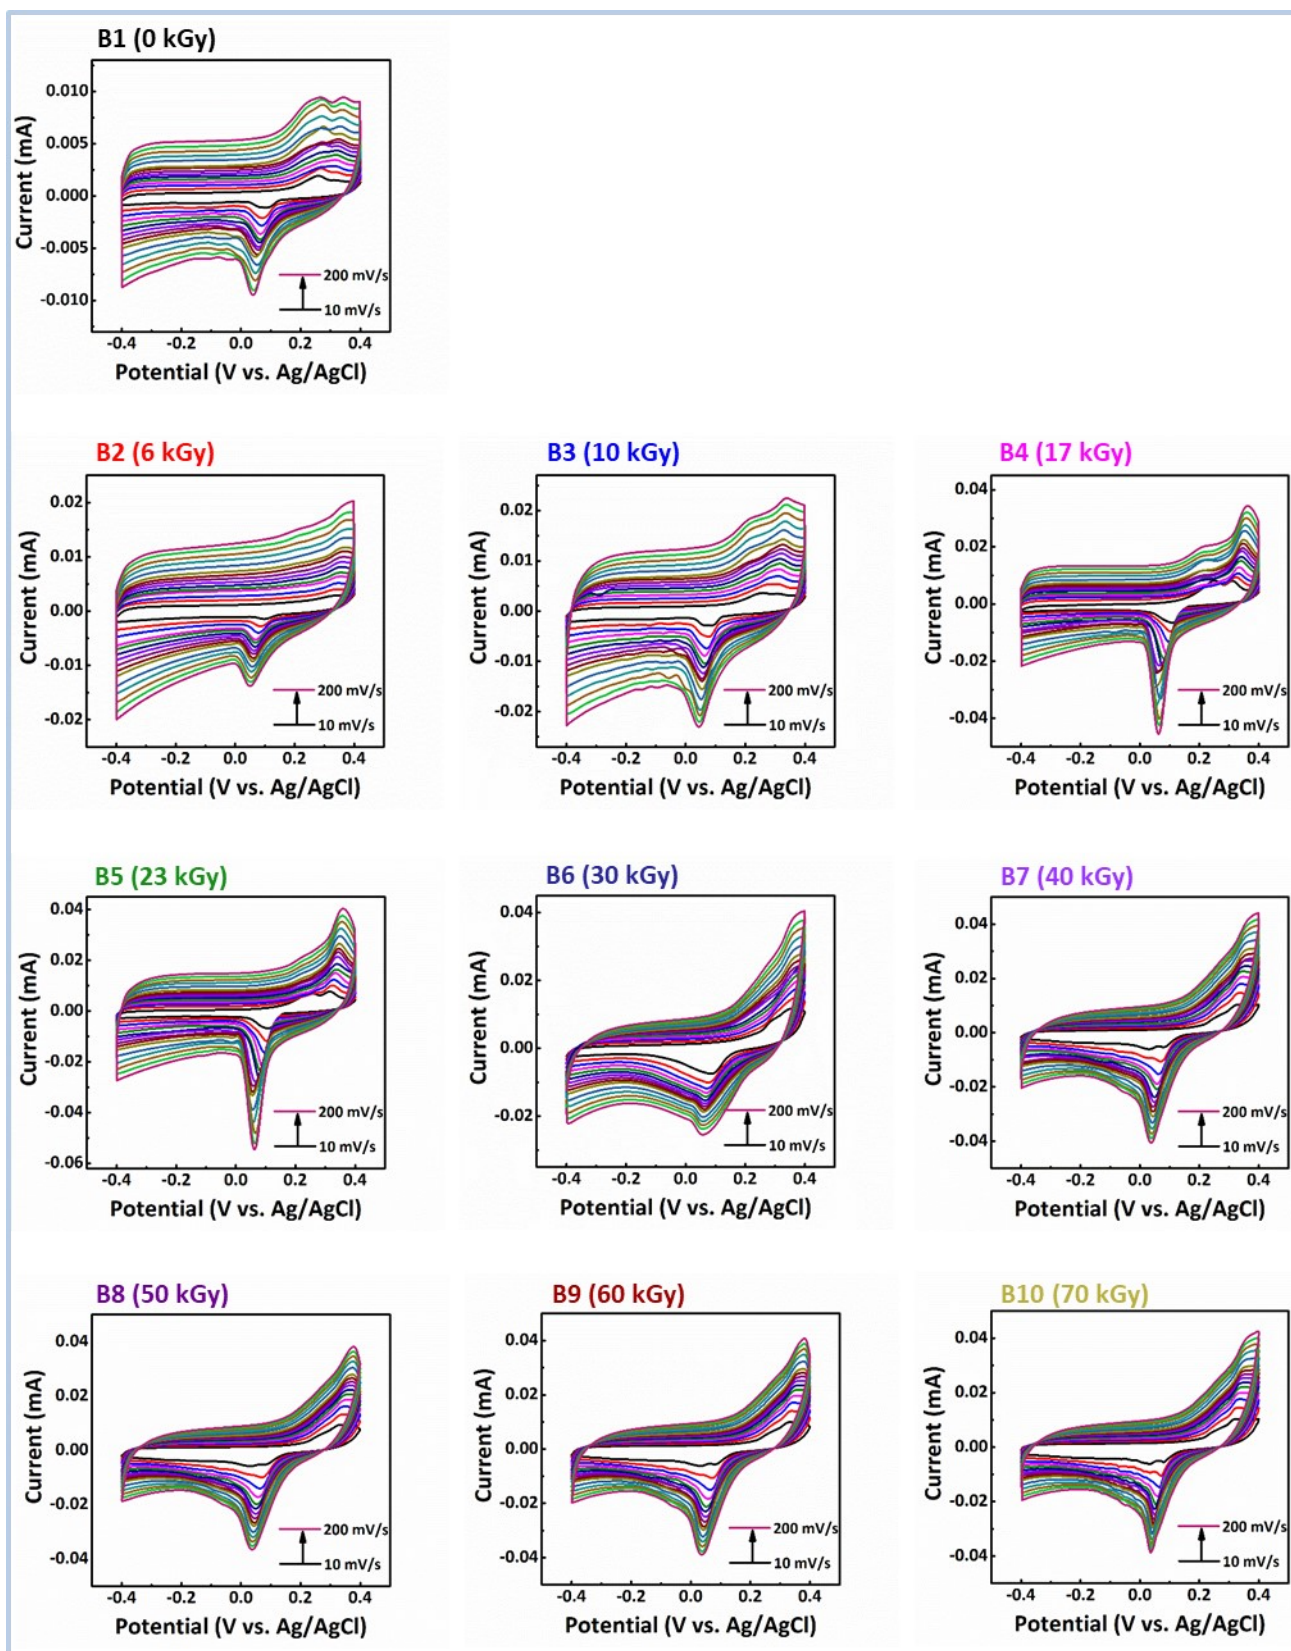 B1 (0 kGy)
0.010
0.005
0.000
-0.005
-0.010
Current (mA)
200 mV/s
10 mV/s
-0.4 -0.2 0.0 0.2 0.4
Potential (V vs. Ag/AgCl)
B2 (6 kGy)
0.02
0.01
0.00
-0.01
-0.02
Current (mA)
200 mV/s
10 mV/s
-0.4 -0.2 0.0 0.2 0.4
Potential (V vs. Ag/AgCl)
B3 (10 kGy)
0.02
0.01
0.00
-0.01
-0.02
Current (mA)
200 mV/s
10 mV/s
-0.4 -0.2 0.0 0.2 0.4
Potential (V vs. Ag/AgCl)
B4 (17 kGy)
0.04
0.02
0.00
-0.02
-0.04
Current (mA)
200 mV/s
10 mV/s
-0.4 -0.2 0.0 0.2 0.4
Potential (V vs. Ag/AgCl)
B5 (23 kGy)
0.04
0.02
0.00
-0.02
-0.04
-0.06
Current (mA)
200 mV/s
10 mV/s
-0.4 -0.2 0.0 0.2 0.4
Potential (V vs. Ag/AgCl)
B6 (30 kGy)
0.04
0.02
0.00
-0.02
Current (mA)
200 mV/s
10 mV/s
-0.4 -0.2 0.0 0.2 0.4
Potential (V vs. Ag/AgCl)
B7 (40 kGy)
0.04
0.02
0.00
-0.02
-0.04
Current (mA)
200 mV/s
10 mV/s
-0.4 -0.2 0.0 0.2 0.4
Potential (V vs. Ag/AgCl)
B8 (50 kGy)
0.04
0.02
0.00
-0.02
-0.04
Current (mA)
200 mV/s
10 mV/s
-0.4 -0.2 0.0 0.2 0.4
Potential (V vs. Ag/AgCl)
B9 (60 kGy)
0.04
0.02
0.00
-0.02
-0.04
Current (mA)
200 mV/s
10 mV/s
-0.4 -0.2 0.0 0.2 0.4
Potential (V vs. Ag/AgCl)
B10 (70 kGy)
0.04
0.02
0.00
-0.02
-0.04
Current (mA)
200 mV/s
10 mV/s
-0.4 -0.2 0.0 0.2 0.4
Potential (V vs. Ag/AgCl)